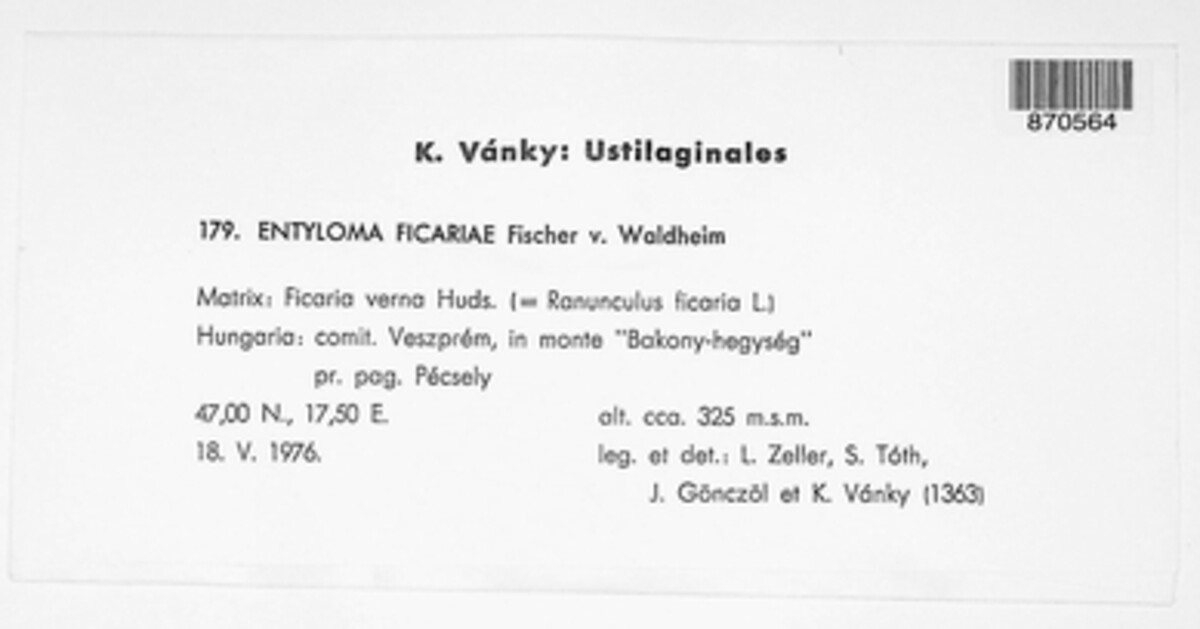 870564
K. Vánky: Ustilaginales
179. ENTYLOMA FICARIAE Fischer v. Waldheim
Matrix: Ficaria verna Huds. (= Ranunculus ficaria L.)
Hungaria: comit. Veszprém, in monte "Bakony-hegység"
pr. pag. Pécsely
47,00 N., 17,50 E. alt. cca. 325 m.s.m.
18. V. 1976. leg. et det.: L. Zeller, S. Tóth,
J. Gönczöl et K. Vánky (1363)